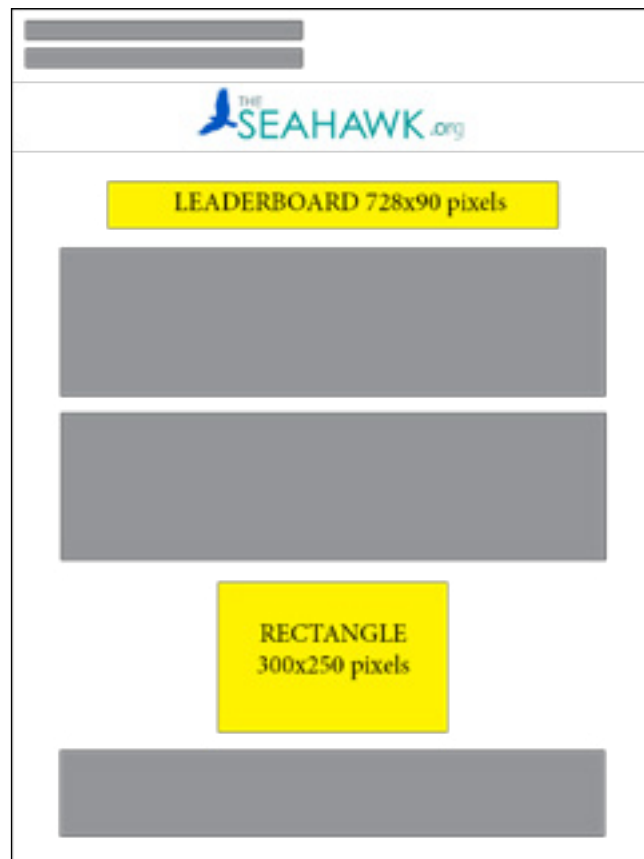 THE
SEAHAWK.org
LEADERBOARD 728x90 pixels
RECTANGLE
300x250 pixels